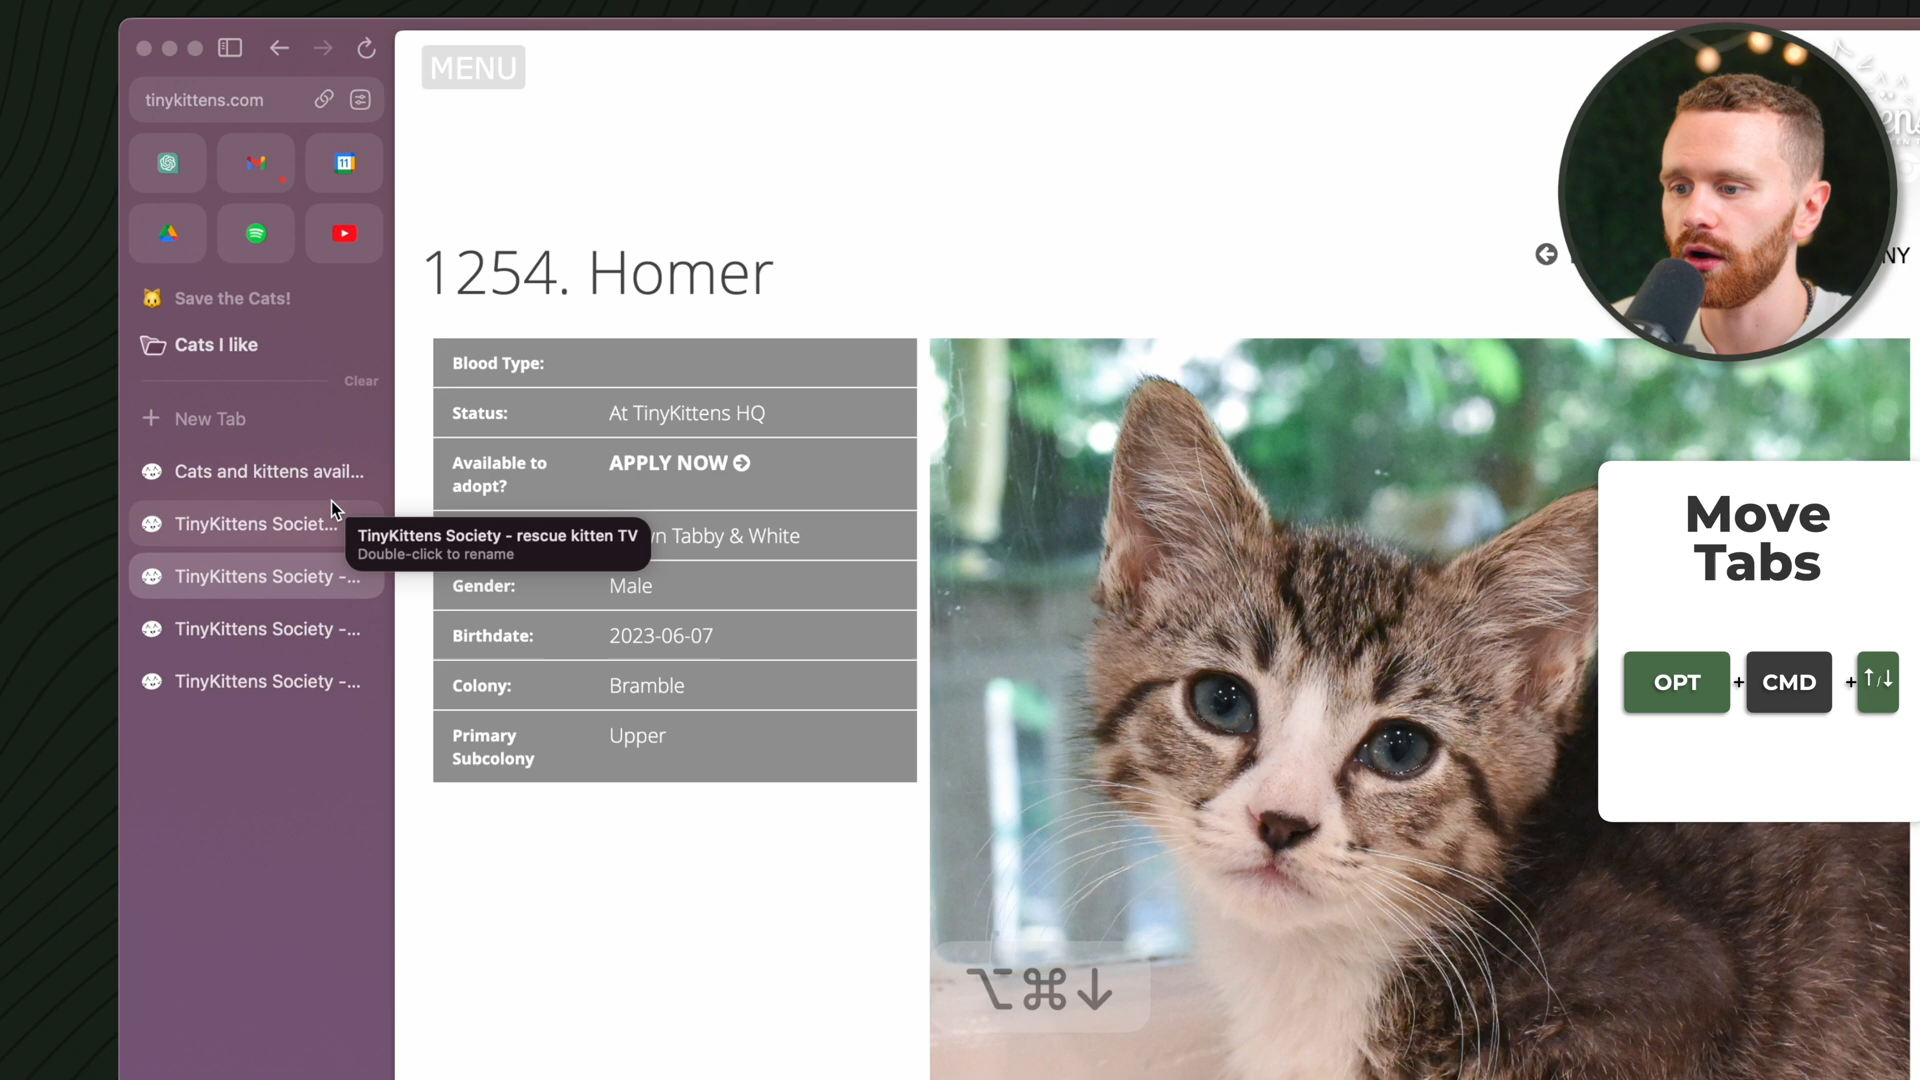 MENU
tinykittens.com
11
Save the Cats!
Cats I like
Clear
+ New Tab
Cats and kittens avail...
TinyKittens Societ...
TinyKittens Society -...
TinyKittens Society -...
TinyKittens Society -...
TinyKittens Society - rescue kitten TV
Double-click to rename
1254. Homer
NY
Blood Type:
Status: At TinyKittens HQ
Available to adopt? APPLY NOW
Tabby & White
Gender: Male
Birthdate: 2023-06-07
Colony: Bramble
Primary Subcolony Upper
Move
Tabs
OPT + CMD + ↑/↓
⌥⌘↓